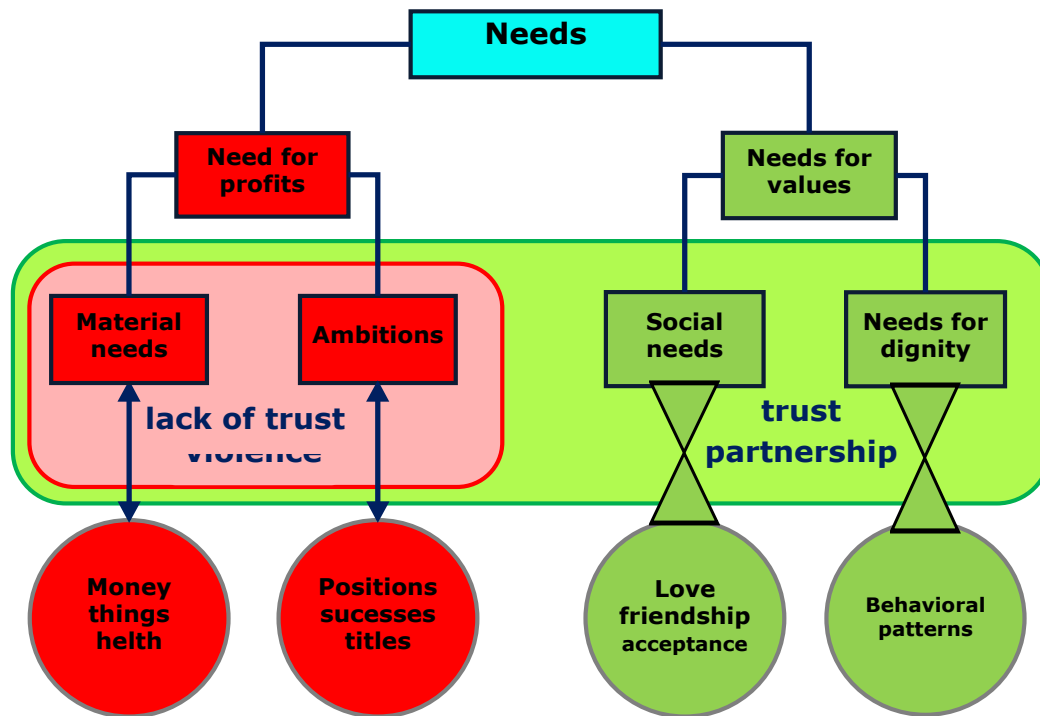 Needs
Need for
profits
Needs for
values
Material
needs
Ambitions
Social
needs
Needs for
dignity
lack of trust
violence
trust
partnership
Money
things
helth
Positions
sucesses
titles
Love
friendship
acceptance
Behavioral
patterns